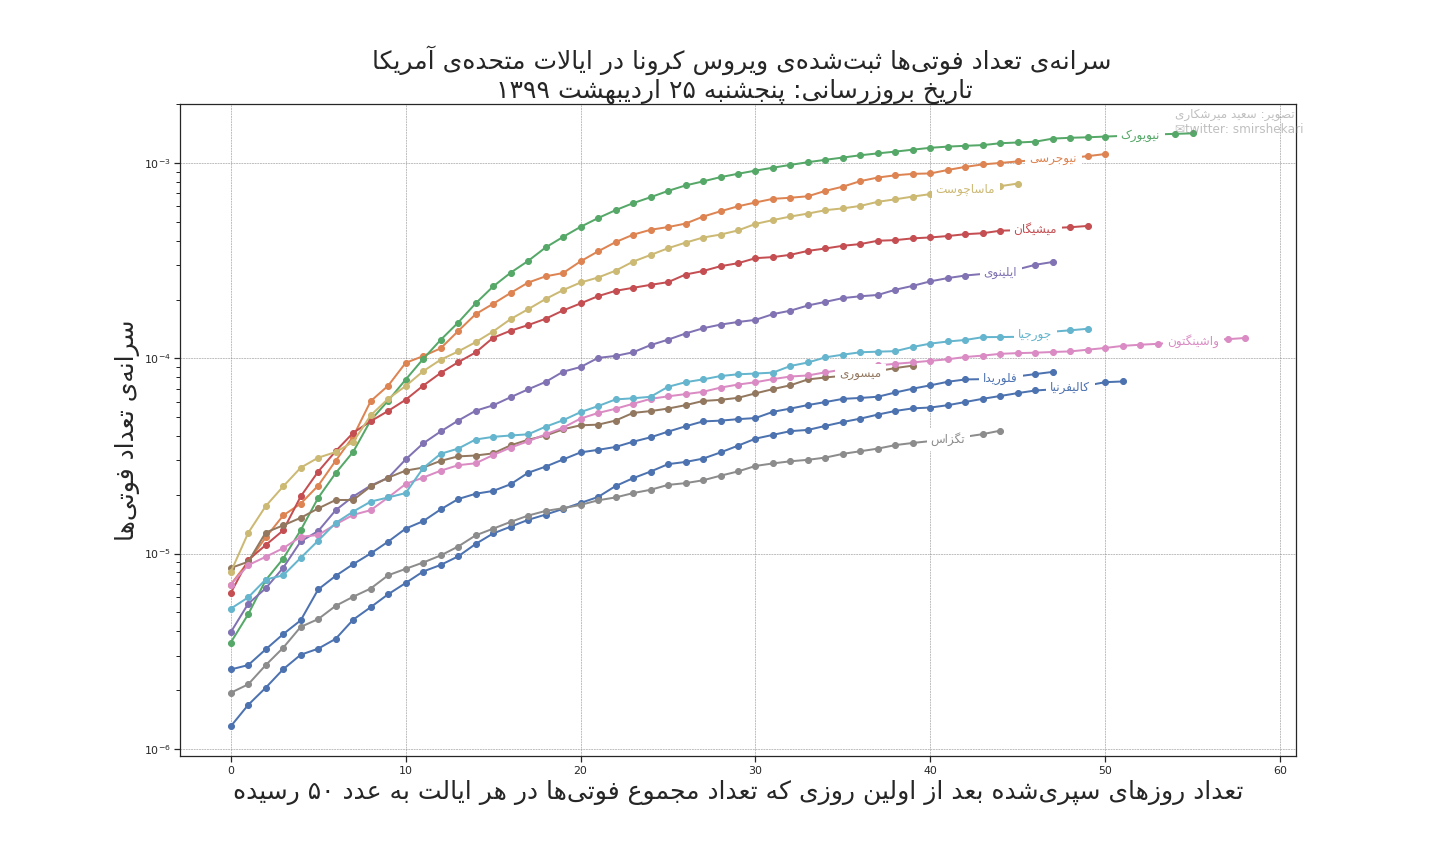 سرانه‌ی تعداد فوتی‌ها ثبت‌شده‌ی ویروس کرونا در ایالات متحده‌ی آمریکا
تاریخ بروزرسانی: پنجشنبه ۲۵ اردیبهشت ۱۳۹۹
تصویر: سعید میرشکاری
✉twitter: smirshekari
نیویورک
نیوجرسی
ماساچوست
میشیگان
ایلینوی
جورجیا
واشینگتون
میسوری
فلوریدا
کالیفرنیا
تگزاس
سرانه‌ی تعداد فوتی‌ها
10⁻³
10⁻⁴
10⁻⁵
10⁻⁶
0 10 20 30 40 50 60
تعداد روزهای سپری‌شده بعد از اولین روزی که تعداد مجموع فوتی‌ها در هر ایالت به عدد ۵۰ رسیده